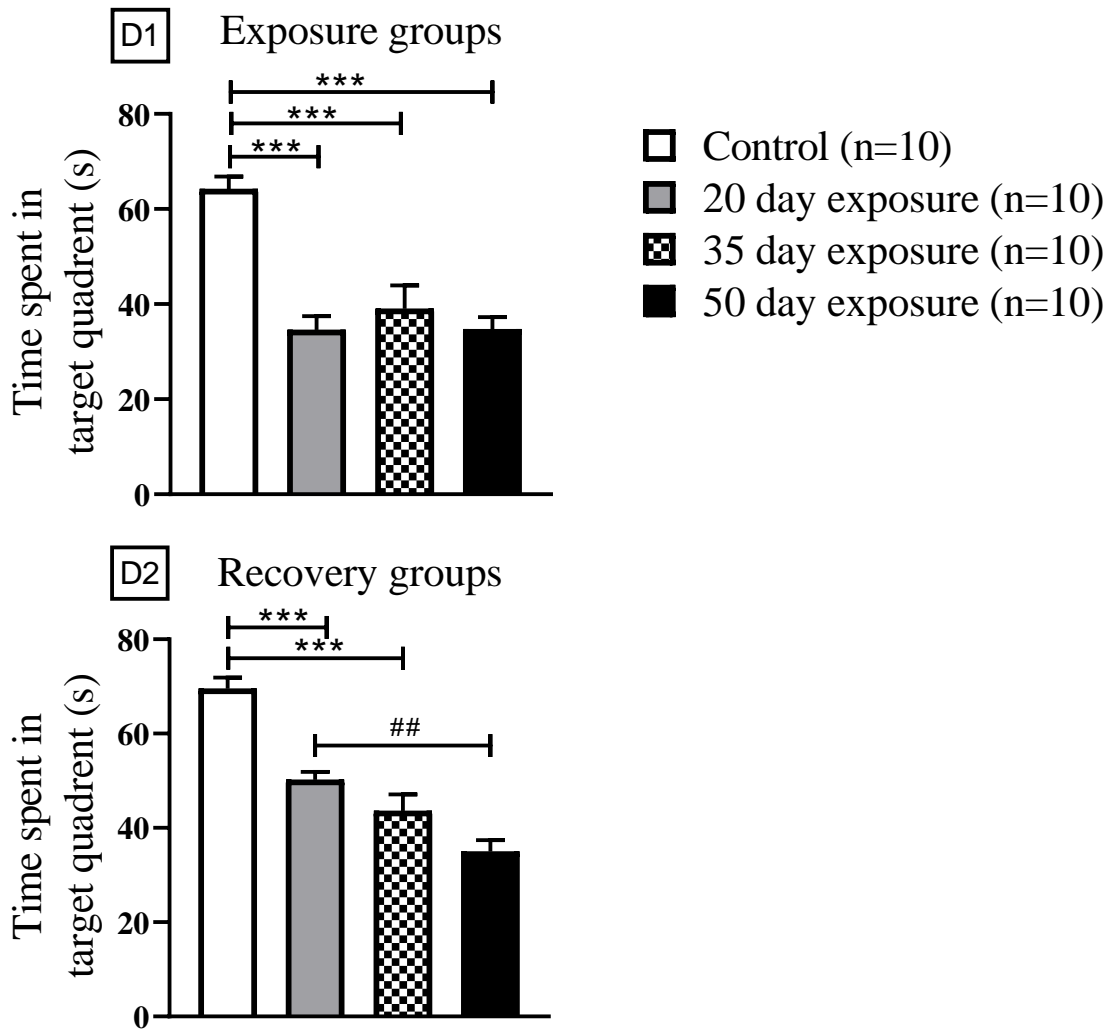 D1 Exposure groups
***
***
***
80
60
40
20
0
Time spent in
target quadrent (s)
Control (n=10)
20 day exposure (n=10)
35 day exposure (n=10)
50 day exposure (n=10)
D2 Recovery groups
***
***
##
80
60
40
20
0
Time spent in
target quadrent (s)